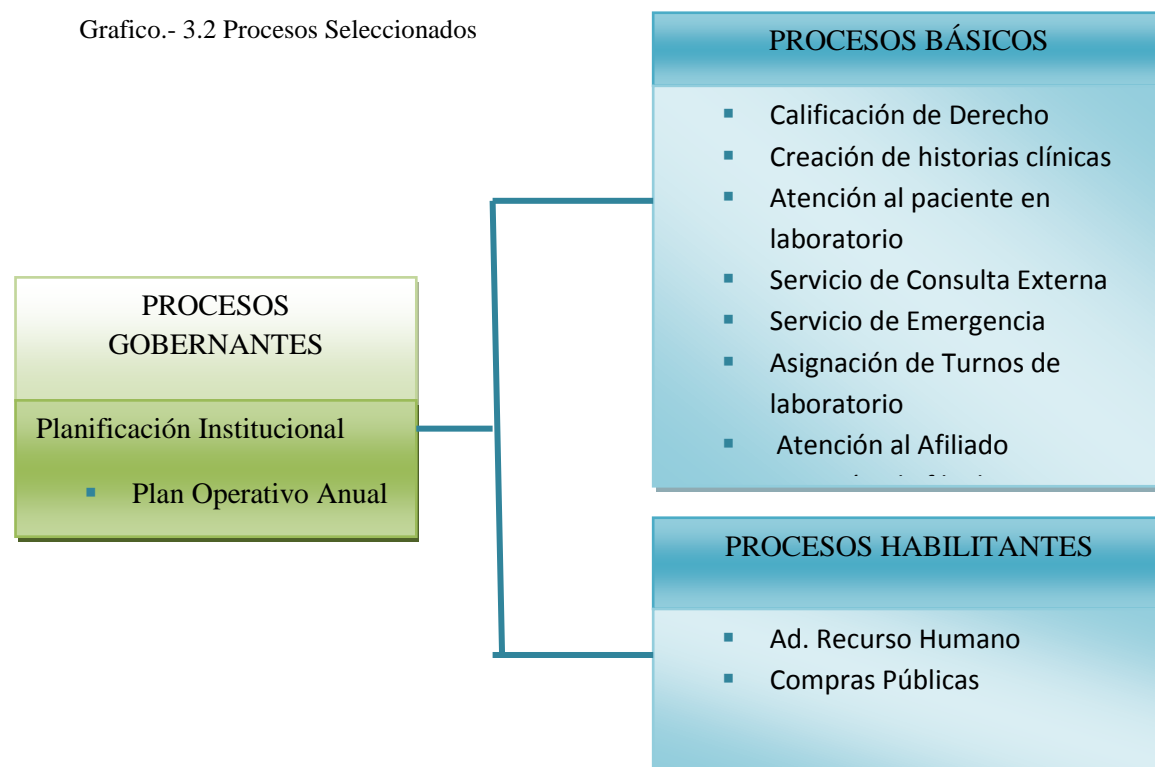 Grafico.- 3.2 Procesos Seleccionados
PROCESOS
GOBERNANTES
Planificación Institucional
▪ Plan Operativo Anual
PROCESOS BÁSICOS
▪ Calificación de Derecho
▪ Creación de historias clínicas
▪ Atención al paciente en
laboratorio
▪ Servicio de Consulta Externa
▪ Servicio de Emergencia
▪ Asignación de Turnos de
laboratorio
▪ Atención al Afiliado
PROCESOS HABILITANTES
▪ Ad. Recurso Humano
▪ Compras Públicas